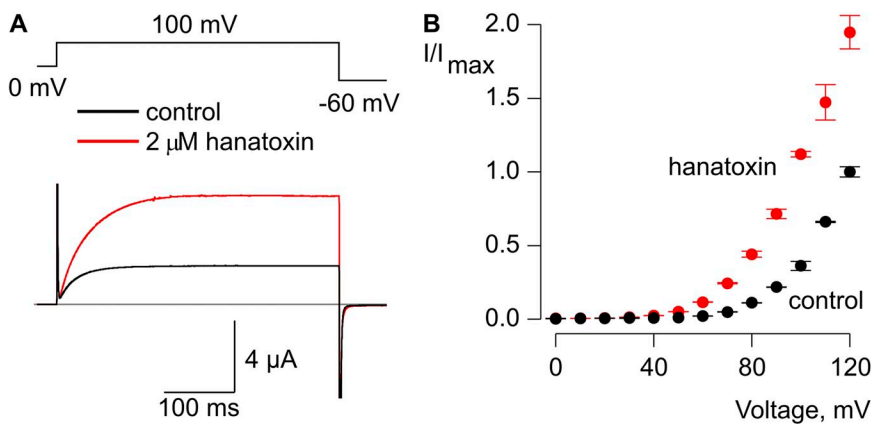 A
100 mV
0 mV
-60 mV
control
2 µM hanatoxin
4 µA
100 ms
B
I/Imax
2.0
1.5
1.0
0.5
0.0
hanatoxin
control
0 40 80 120
Voltage, mV